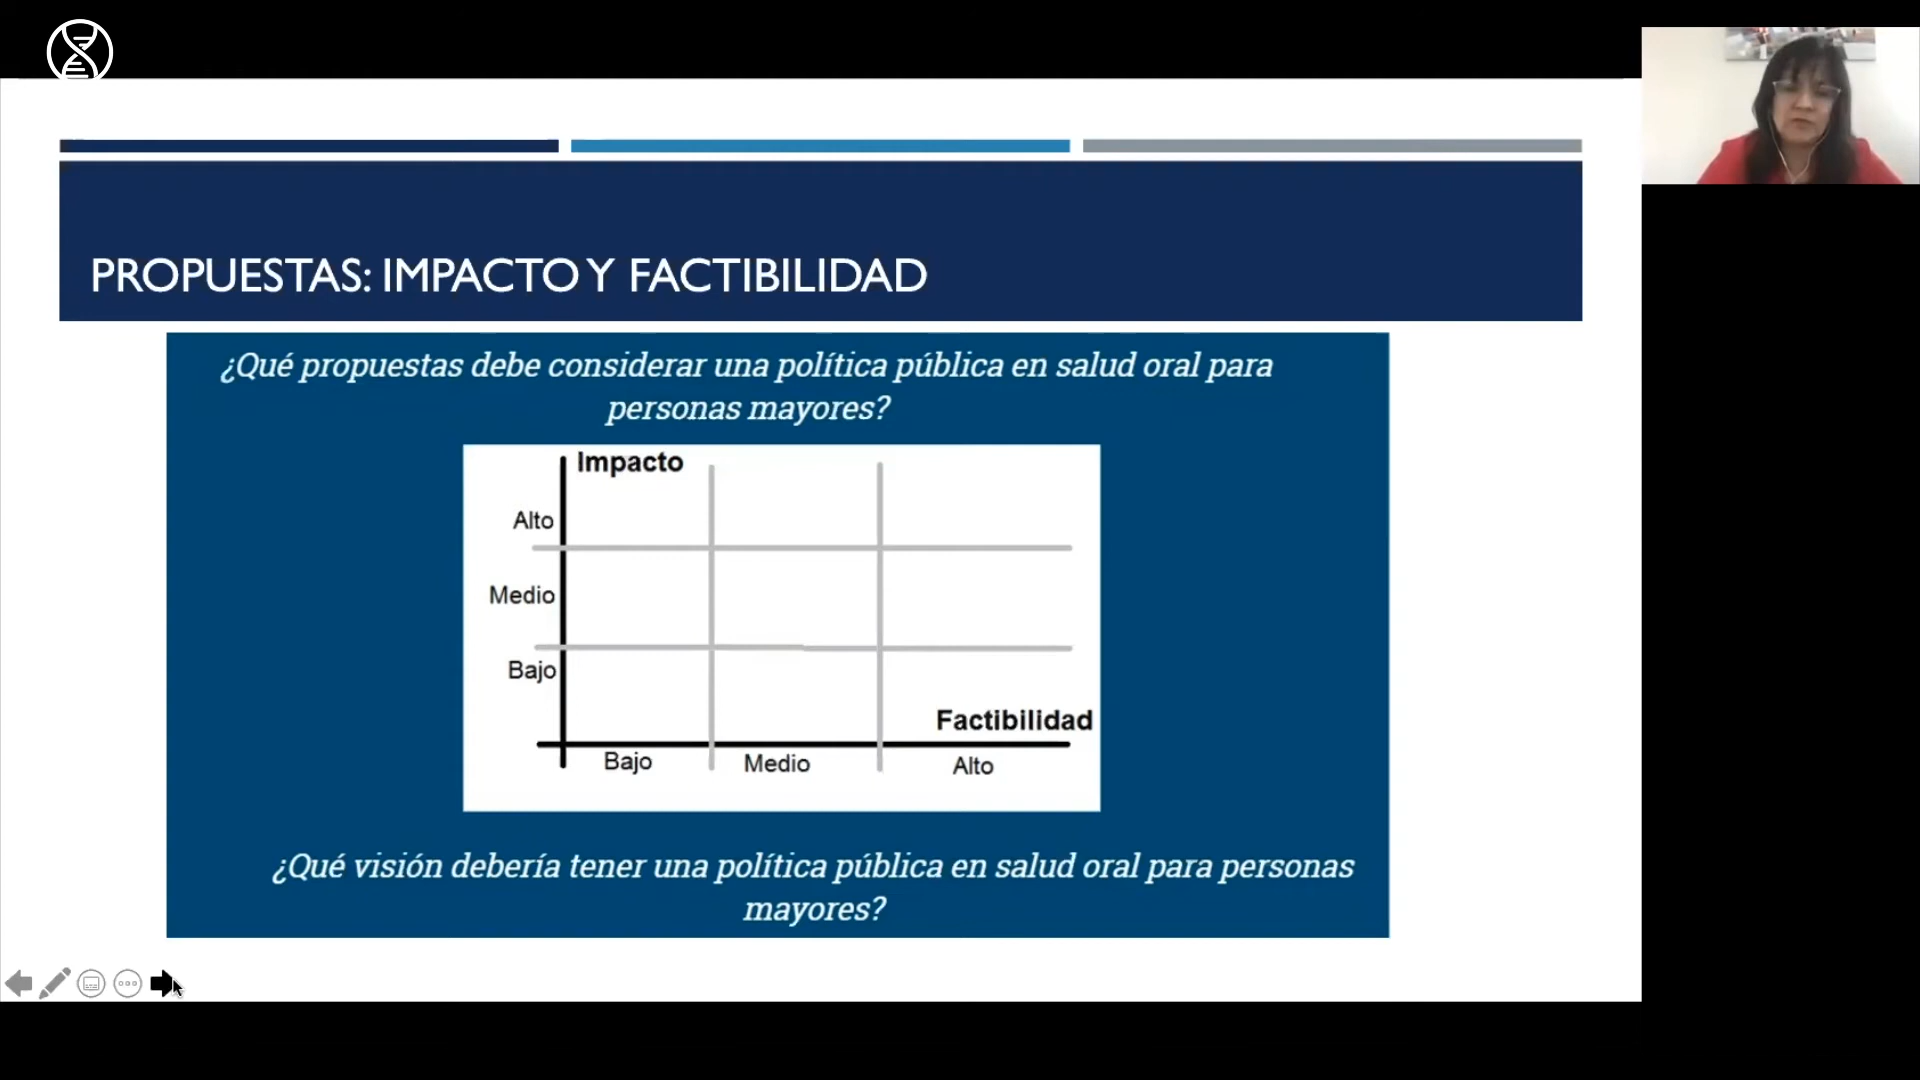 PROPUESTAS: IMPACTO Y FACTIBILIDAD
¿Qué propuestas debe considerar una política pública en salud oral para
personas mayores?
Impacto
Alto
Medio
Bajo
Factibilidad
Bajo
Medio
Alto
¿Qué visión debería tener una política pública en salud oral para personas
mayores?